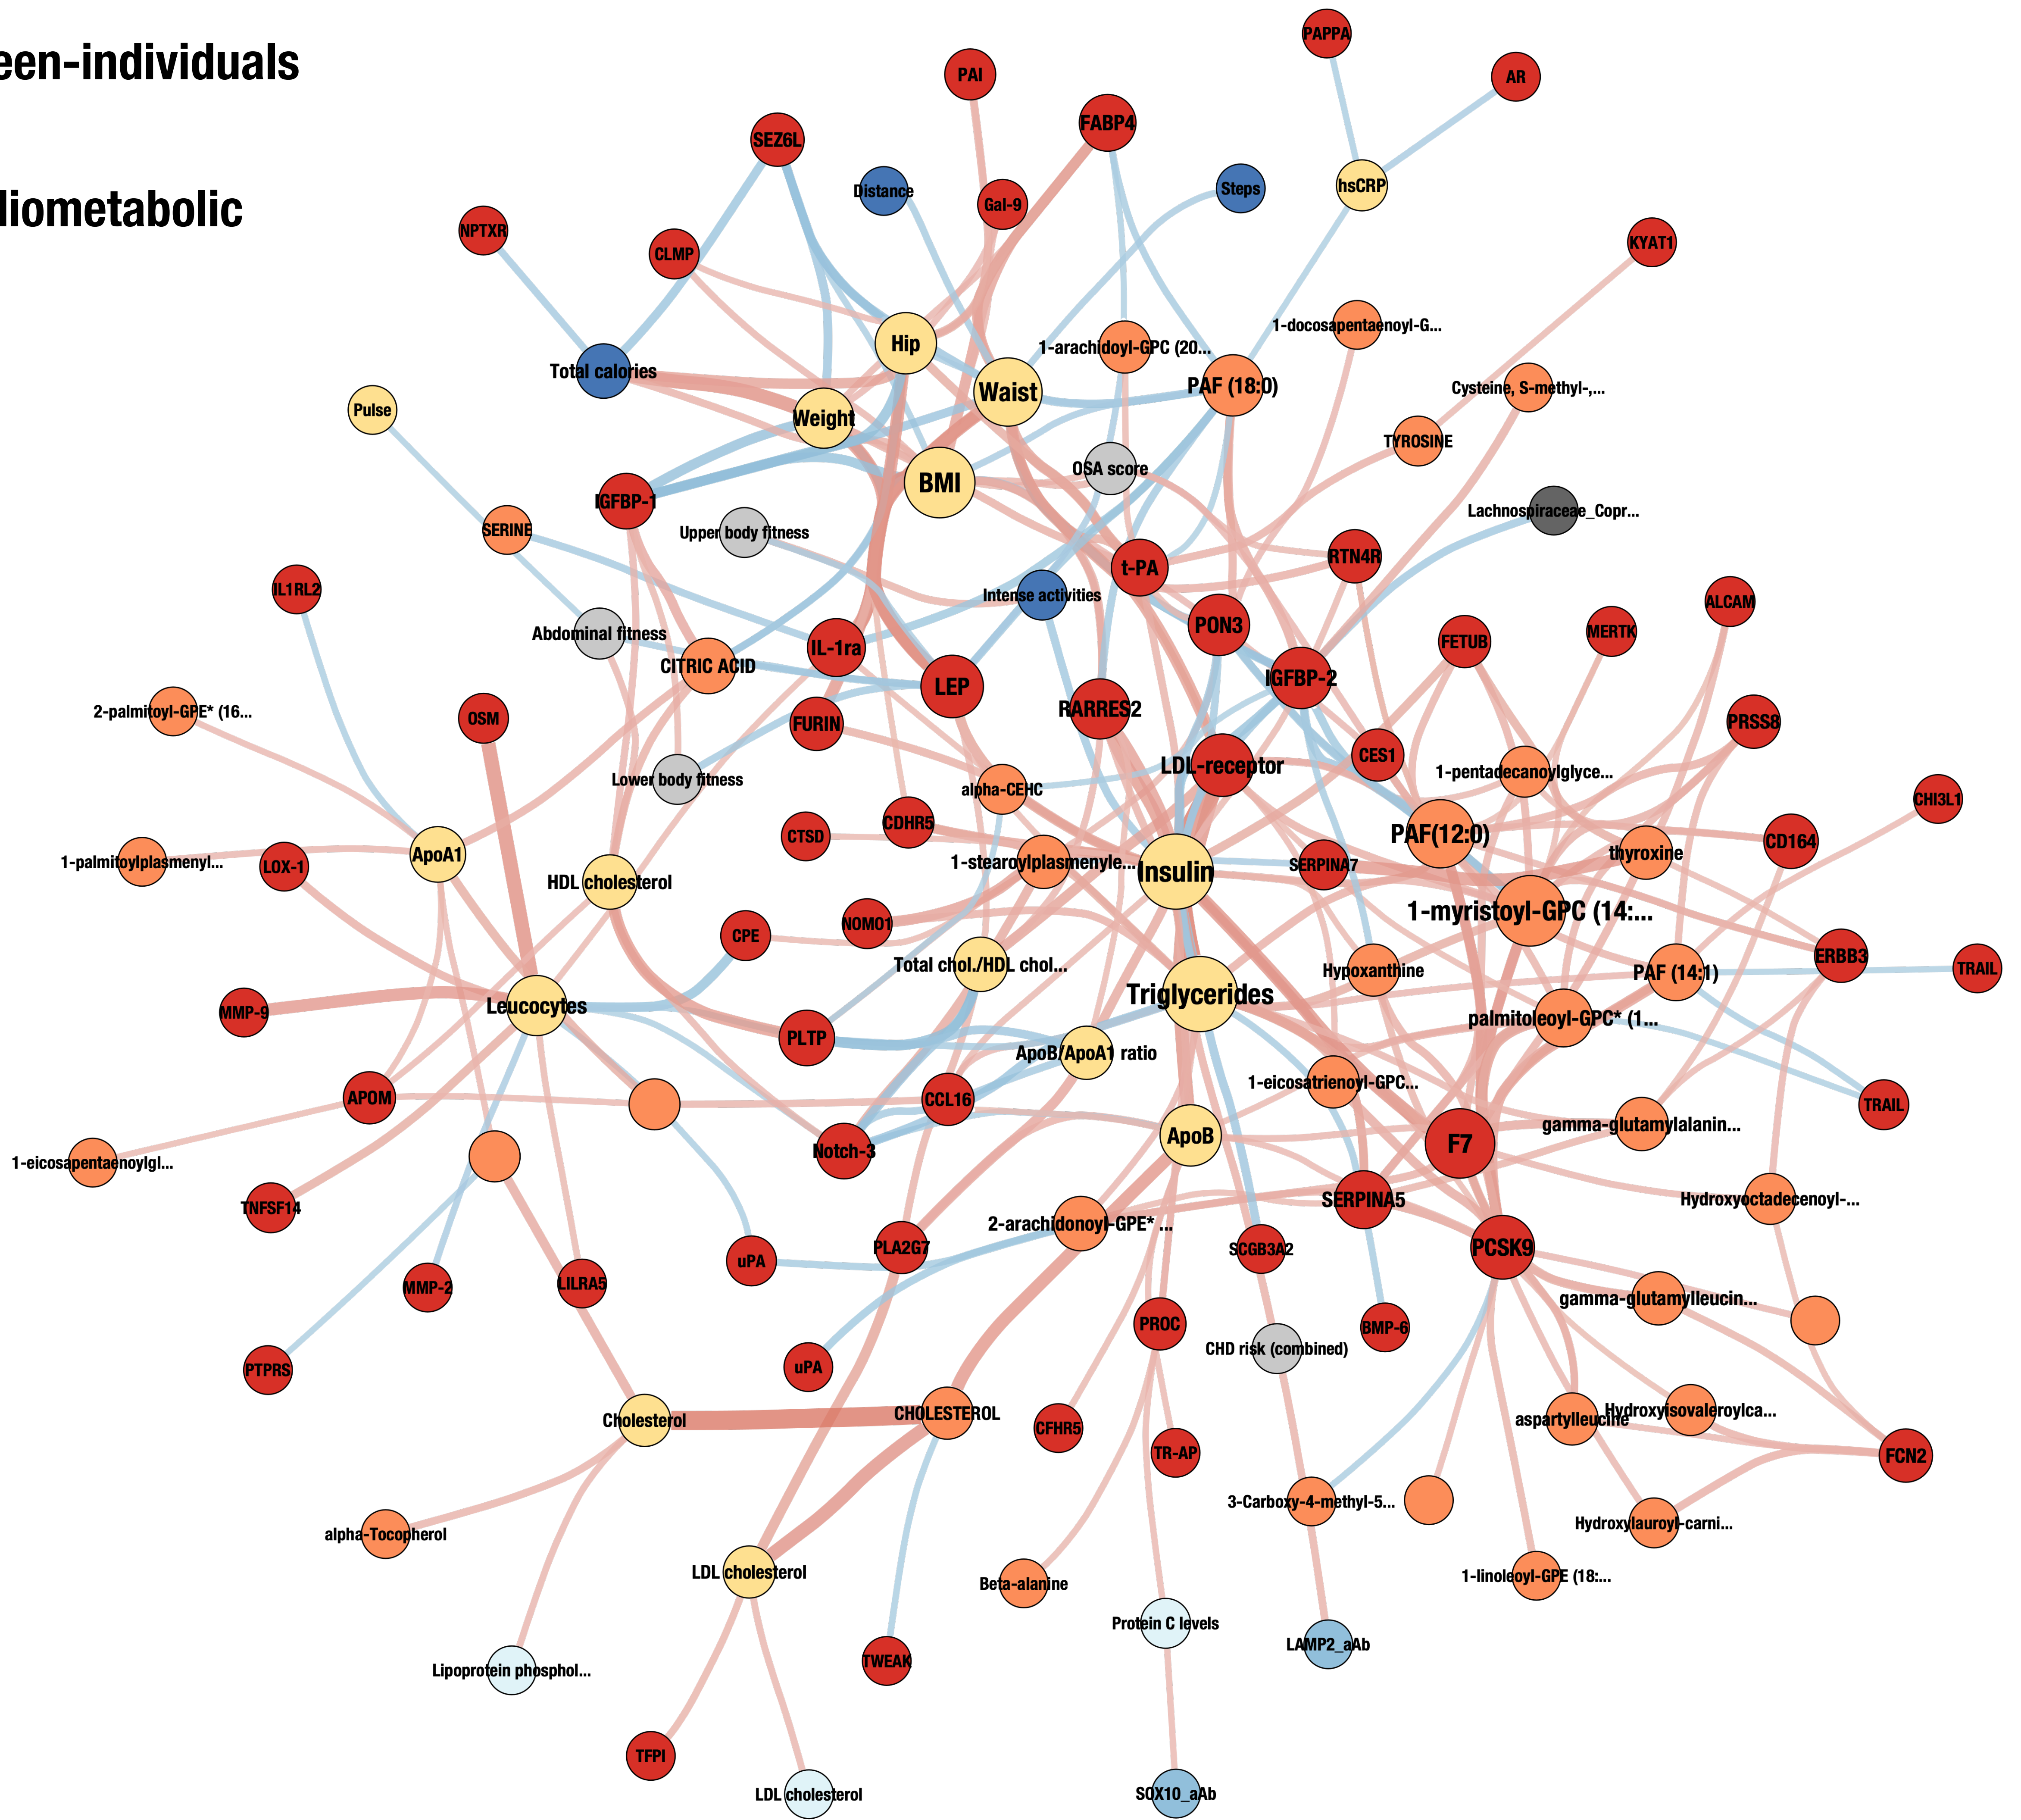 een-individuals
diometabolic
PAPPA
PAI
AR
FABP4
SEZ6L
Distance
Steps
hsCRP
Gal-9
NPTXR
CLMP
KYAT1
1-docosapentaenoyl-G...
Hip
1-arachidoyl-GPC (20...
Total calories
Waist
PAF (18:0)
Cysteine, S-methyl-,...
Pulse
Weight
TYROSINE
OSA score
BMI
IGFBP-1
Lachnospiraceae_Copr...
SERINE
Upper body fitness
RTN4R
t-PA
IL1RL2
Intense activities
ALCAM
PON3
MERTK
Abdominal fitness
FETUB
IL-1ra
CITRIC ACID
IGFBP-2
LEP
2-palmitoyl-GPE* (16...
OSM
RARRES2
PRSS8
FURIN
CES1
LDL-receptor
1-pentadecanoylglyce...
Lower body fitness
alpha-CEHC
CHI3L1
CDHR5
CTSD
PAF(12:0)
CD164
ApoA1
thyroxine
1-palmitoylplasmenyl...
LOX-1
1-stearoylplasmenyle...
SERPINA7
Insulin
HDL cholesterol
1-myristoyl-GPC (14:...
NOMO1
CPE
ERBB3
Total chol./HDL chol...
TRAIL
Hypoxanthine
PAF (14:1)
Triglycerides
Leucocytes
MMP-9
palmitoleoyl-GPC* (1...
PLTP
ApoB/ApoA1 ratio
1-eicosatrienoyl-GPC...
APOM
CCL16
TRAIL
gamma-glutamylalanin...
ApoB
F7
Notch-3
1-eicosapentaenoylgl...
SERPINA5
Hydroxyoctadecenoyl-...
TNFSF14
2-arachidonoyl-GPE* ...
PLA2G7
SCGB3A2
PCSK9
uPA
LILRA5
MMP-2
gamma-glutamylleucin...
PROC
BMP-6
CHD risk (combined)
uPA
PTPRS
Hydroxyisovaleroylca...
CHOLESTEROL
Cholesterol
aspartylleucine
CFHR5
TR-AP
FCN2
3-Carboxy-4-methyl-5...
Hydroxylauroyl-carni...
alpha-Tocopherol
LDL cholesterol
1-linoleoyl-GPE (18:...
Beta-alanine
Protein C levels
LAMP2_aAb
TWEAK
Lipoprotein phosphol...
TFPI
LDL cholesterol
SOX10_aAb